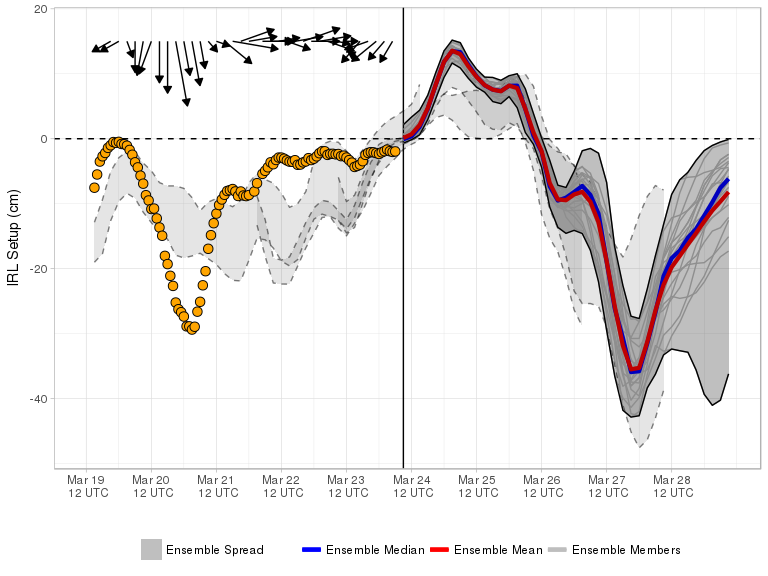 20
0
-20
-40
IRL Setup (cm)
Mar 19
12 UTC
Mar 20
12 UTC
Mar 21
12 UTC
Mar 22
12 UTC
Mar 23
12 UTC
Mar 24
12 UTC
Mar 25
12 UTC
Mar 26
12 UTC
Mar 27
12 UTC
Mar 28
12 UTC
Ensemble Spread
Ensemble Median
Ensemble Mean
Ensemble Members